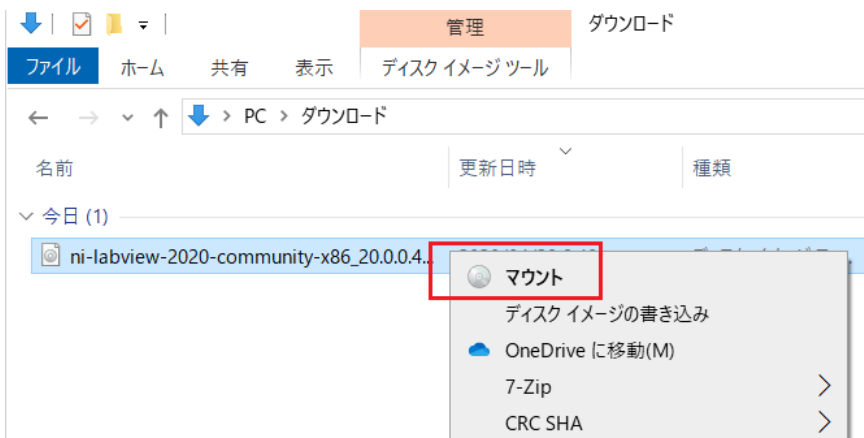 管理
ダウンロード
ファイル ホーム 共有 表示 ディスク イメージ ツール
PC ダウンロード
名前 更新日時 種類
今日 (1)
ni-labview-2020-community-x86_20.0.0.4...
マウント
ディスク イメージの書き込み
OneDrive に移動(M)
7-Zip
CRC SHA